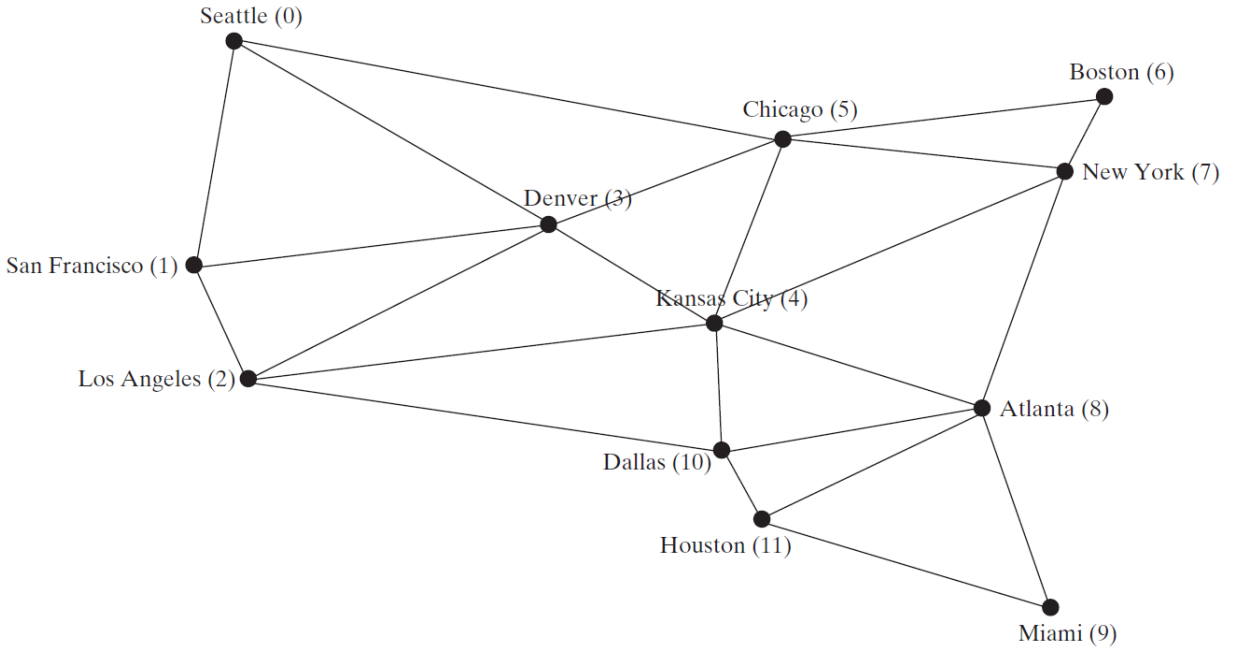 Seattle (0)
Boston (6)
Chicago (5)
New York (7)
Denver (3)
San Francisco (1)
Kansas City (4)
Los Angeles (2)
Atlanta (8)
Dallas (10)
Houston (11)
Miami (9)